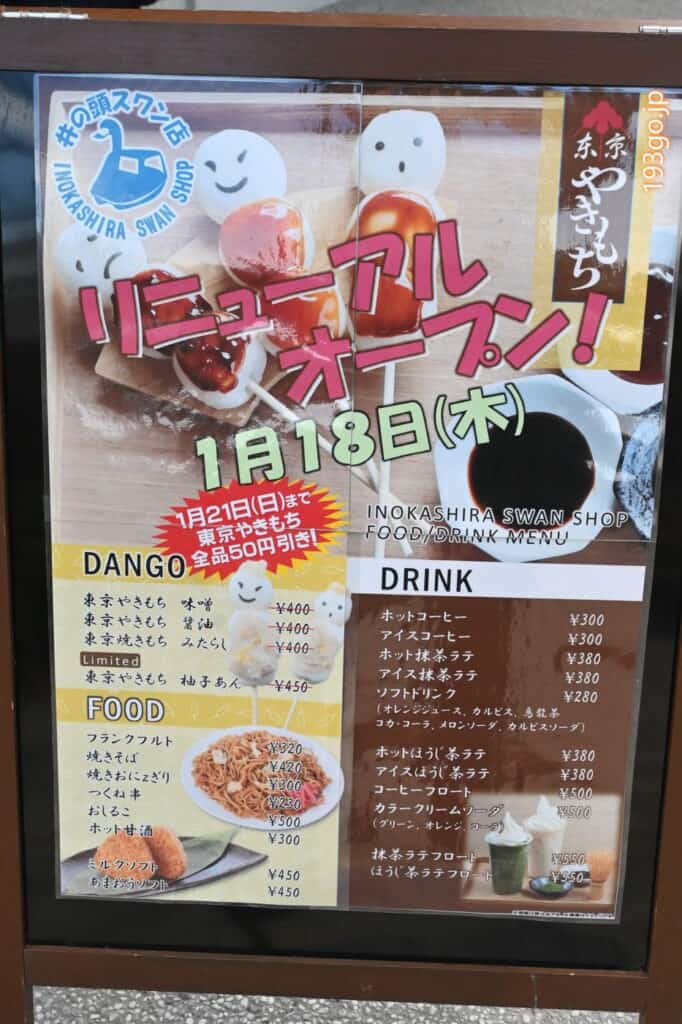 井の頭スワン店
INOKASHIRA SWAN SHOP
193go.jp
东京
やきもち
リニューアル
オープン!
1月18日(木)
1月21日(日)まで
東京やきもち
全品50円引き!
INOKASHIRA SWAN SHOP
FOOD/DRINK MENU
DANGO
東京やきもち 味噌 ¥400
東京やきもち 醤油 ¥400
東京焼きもち みたらし ¥400
Limited
東京やきもち 柚子あん ¥450
FOOD
フランクフルト ¥320
焼きそば ¥420
焼きおにzぎり ¥300
つくね串 ¥230
おしるこ ¥500
ホット甘酒 ¥300
ミルクソフト ¥450
あまおうソフト ¥450
DRINK
ホットコーヒー ¥300
アイスコーヒー ¥300
ホット抹茶ラテ ¥380
アイス抹茶ラテ ¥380
ソフトドリンク ¥280
(オレンジジュース、カルピス、烏龍茶
コカ・コーラ、メロンソーダ、カルピスソーダ)
ホットほうじ茶ラテ ¥380
アイスほうじ茶ラテ ¥380
コーヒーフロート ¥500
カラークリームソーダ ¥500
(グリーン、オレンジ、コーラ)
抹茶ラテフロート ¥550
ほうじ茶ラテフロート ¥550